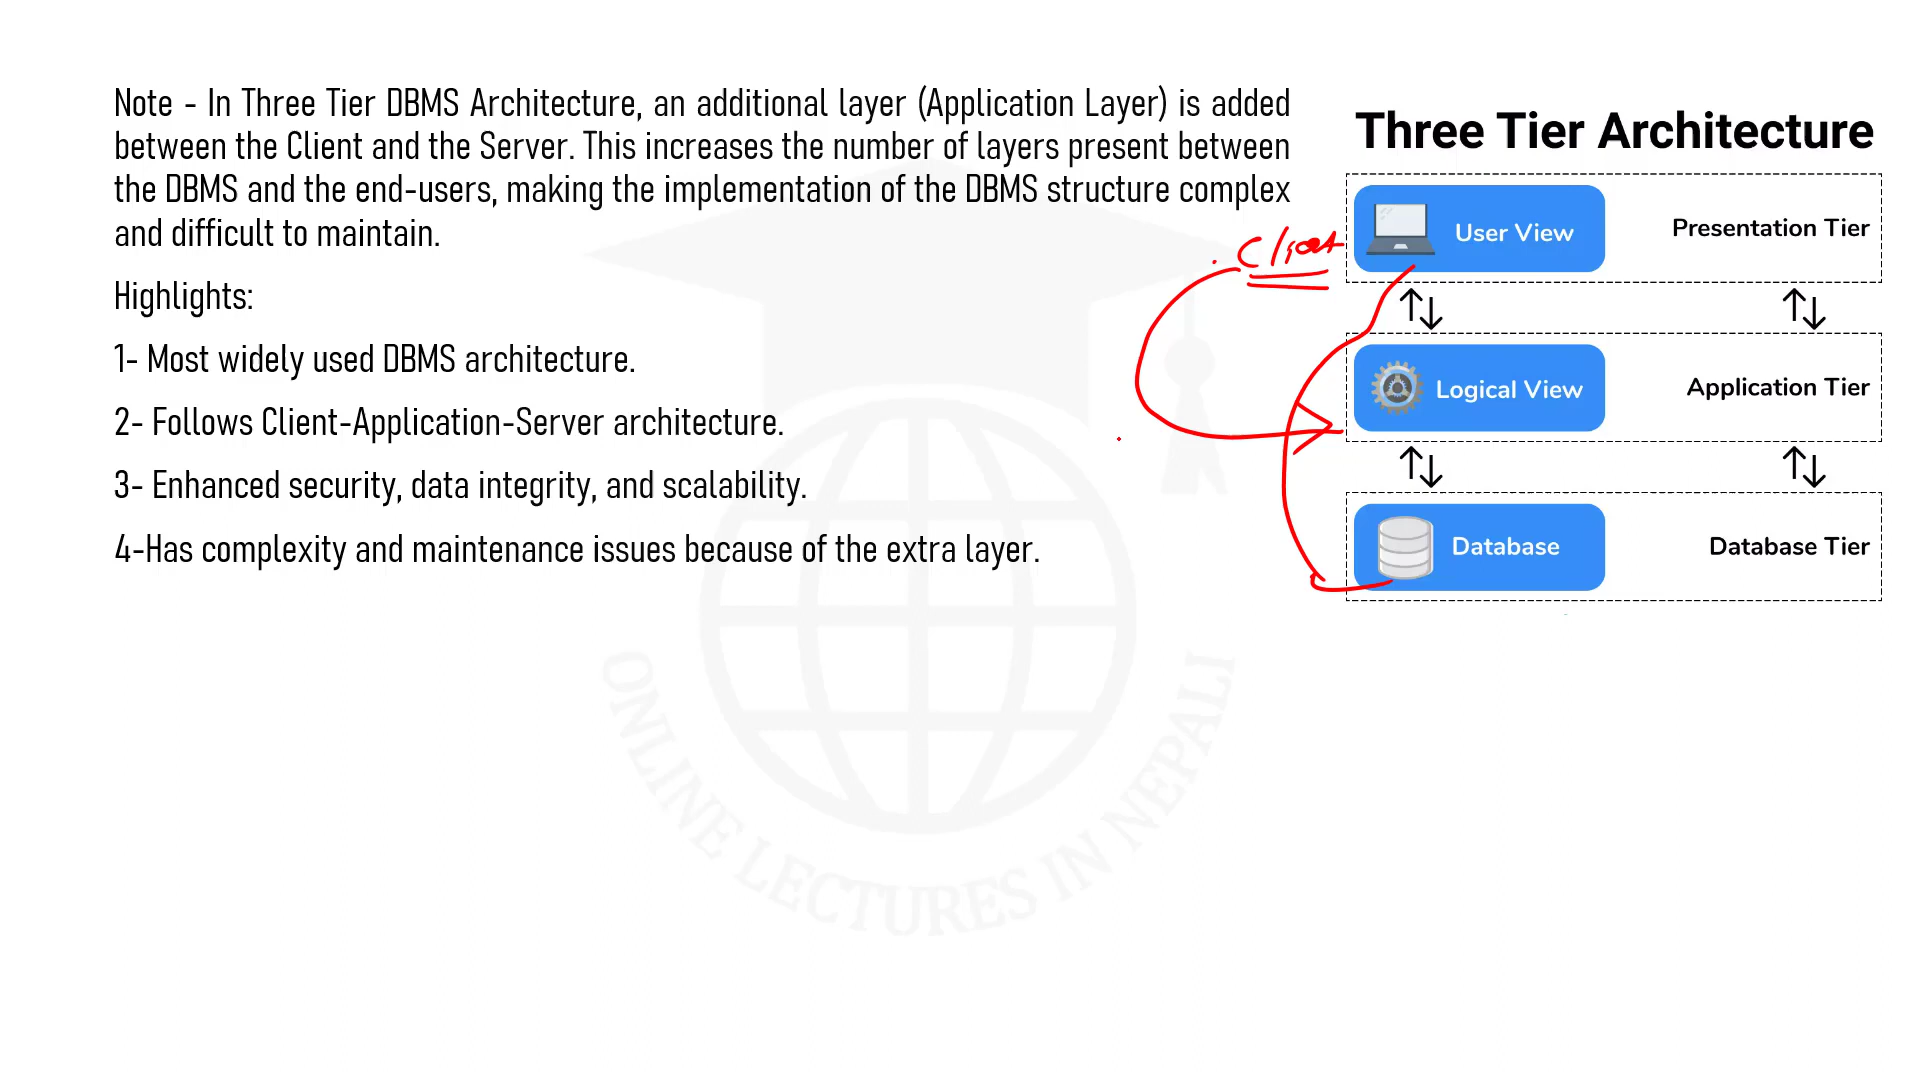 Note - In Three Tier DBMS Architecture, an additional layer (Application Layer) is added
between the Client and the Server. This increases the number of layers present between
the DBMS and the end-users, making the implementation of the DBMS structure complex
and difficult to maintain.
Highlights:
1- Most widely used DBMS architecture.
2- Follows Client-Application-Server architecture.
3- Enhanced security, data integrity, and scalability.
4-Has complexity and maintenance issues because of the extra layer.
Three Tier Architecture
Client
User View
Presentation Tier
Logical View
Application Tier
Database
Database Tier
ONLINE LECTURES IN NEPALI